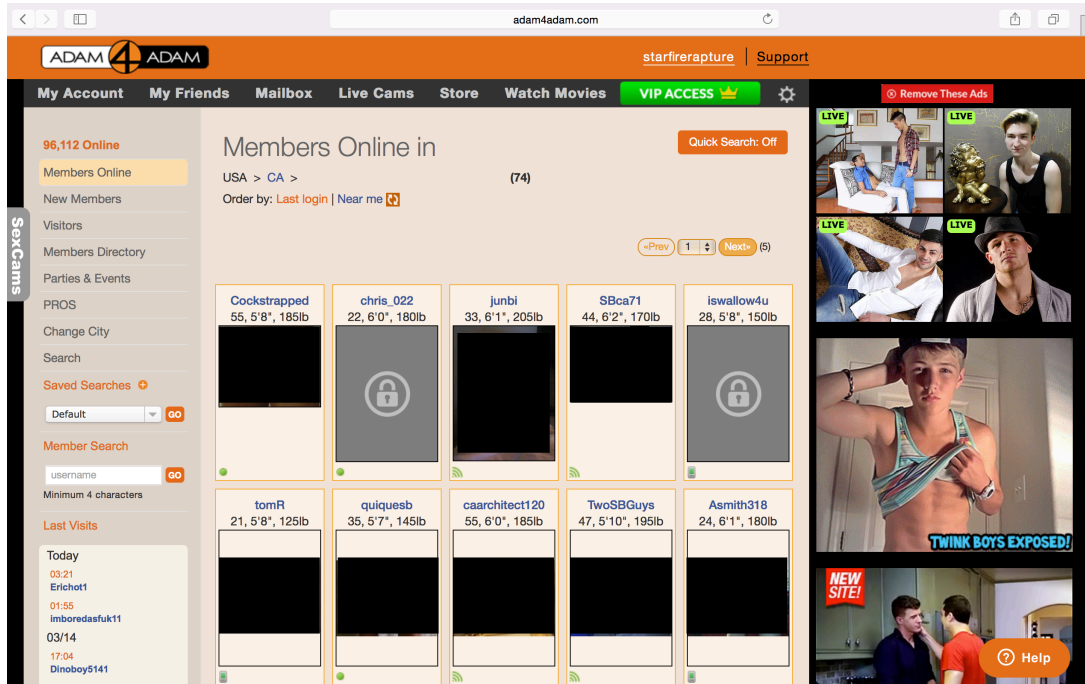 adam4adam.com
ADAM 4 ADAM
starfirerapture | Support
My Account My Friends Mailbox Live Cams Store Watch Movies VIP ACCESS
Remove These Ads
96,112 Online
Members Online
New Members
Visitors
Members Directory
Parties & Events
PROS
Change City
Search
Saved Searches
Default GO
Member Search
username GO
Minimum 4 characters
Last Visits
Today
03:21
Erichot1
01:55
imboredasfuk11
03/14
17:04
Dinoboy5141
SexCams
Members Online in
Quick Search: Off
USA > CA > (74)
Order by: Last login | Near me
«Prev 1 Next» (5)
Cockstrapped
55, 5'8", 185lb
chris_022
22, 6'0", 180lb
junbi
33, 6'1", 205lb
SBca71
44, 6'2", 170lb
iswallow4u
28, 5'8", 150lb
tomR
21, 5'8", 125lb
quiquesb
35, 5'7", 145lb
caarchitect120
55, 6'0", 185lb
TwoSBGuys
47, 5'10", 195lb
Asmith318
24, 6'1", 180lb
LIVE
LIVE
LIVE
LIVE
TWINK BOYS EXPOSED!
NEW
SITE!
Help